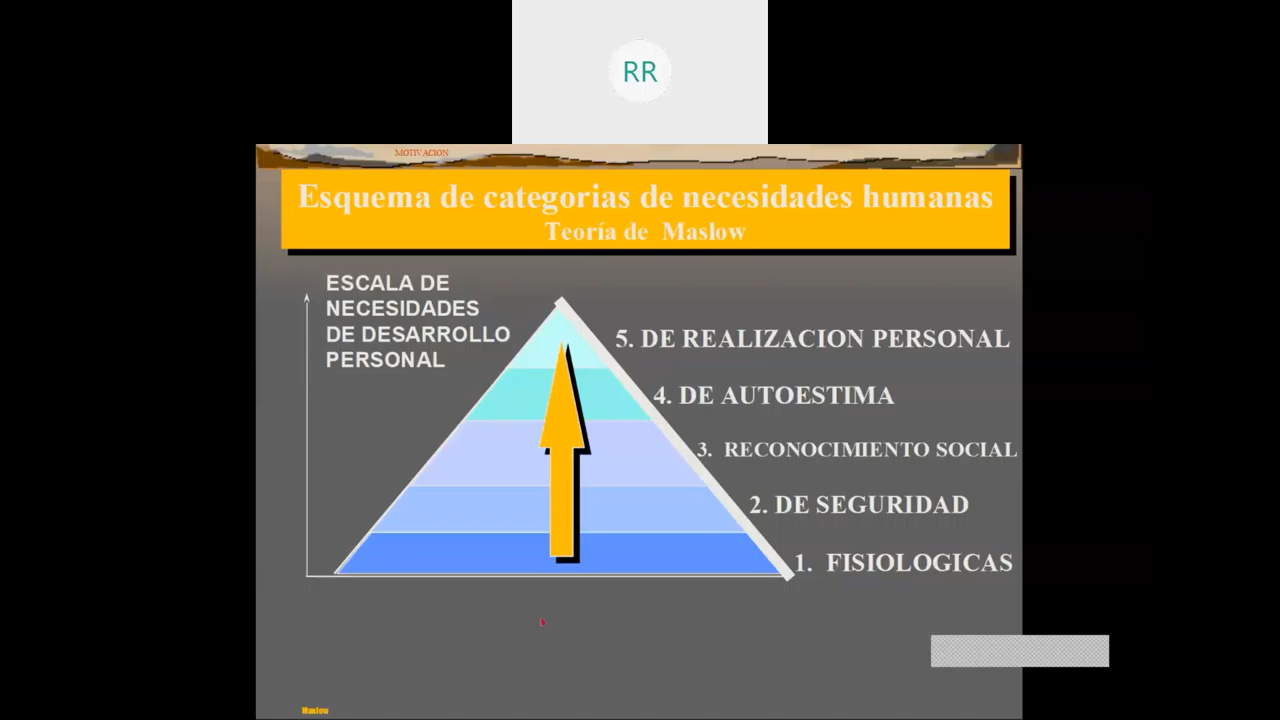 RR
MOTIVACION
Esquema de categorias de necesidades humanas
Teoría de Maslow
ESCALA DE
NECESIDADES
DE DESARROLLO
PERSONAL
5. DE REALIZACION PERSONAL
4. DE AUTOESTIMA
3. RECONOCIMIENTO SOCIAL
2. DE SEGURIDAD
1. FISIOLOGICAS
Maslow